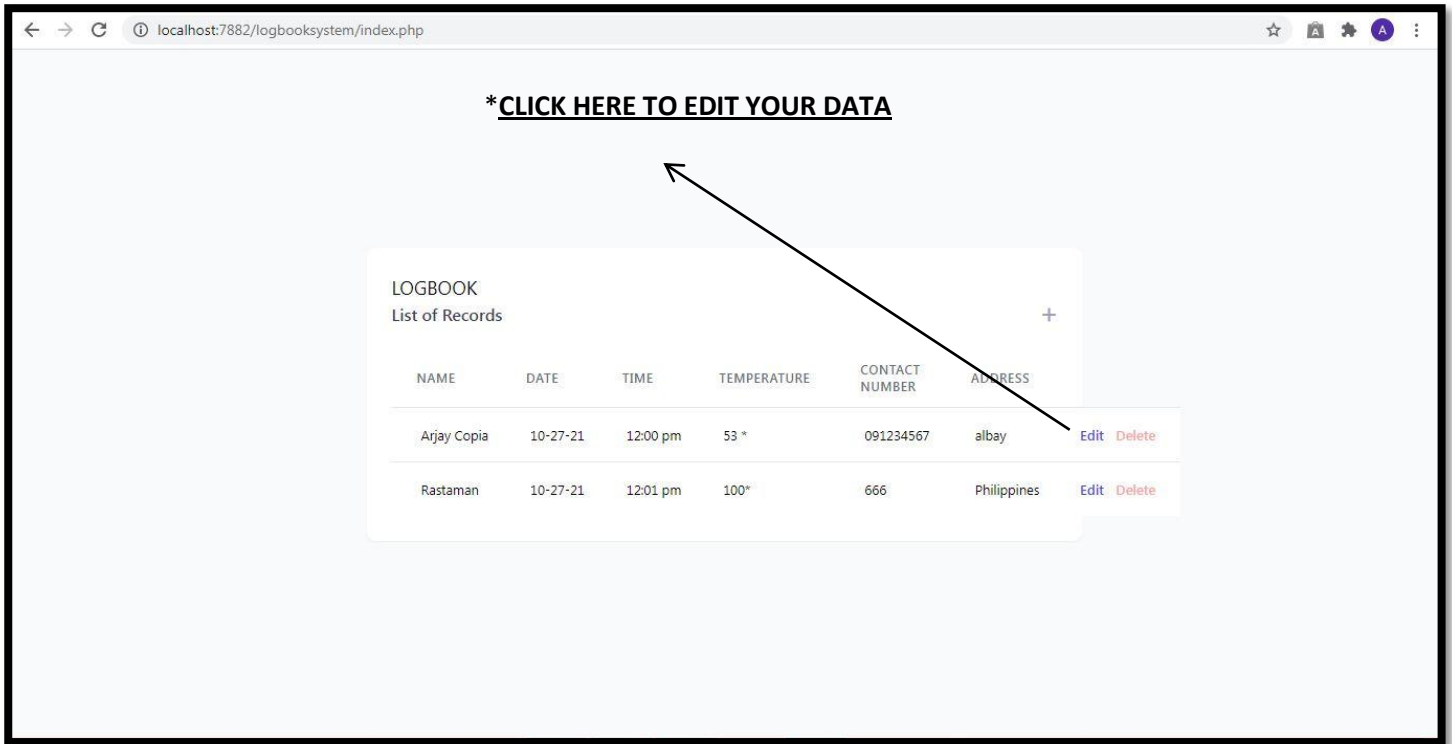 localhost:7882/logbooksystem/index.php
A
A
*CLICK HERE TO EDIT YOUR DATA
LOGBOOK
List of Records
+
NAME DATE TIME TEMPERATURE CONTACT NUMBER ADDRESS
Arjay Copia 10-27-21 12:00 pm 53 * 091234567 albay Edit Delete
Rastaman 10-27-21 12:01 pm 100* 666 Philippines Edit Delete